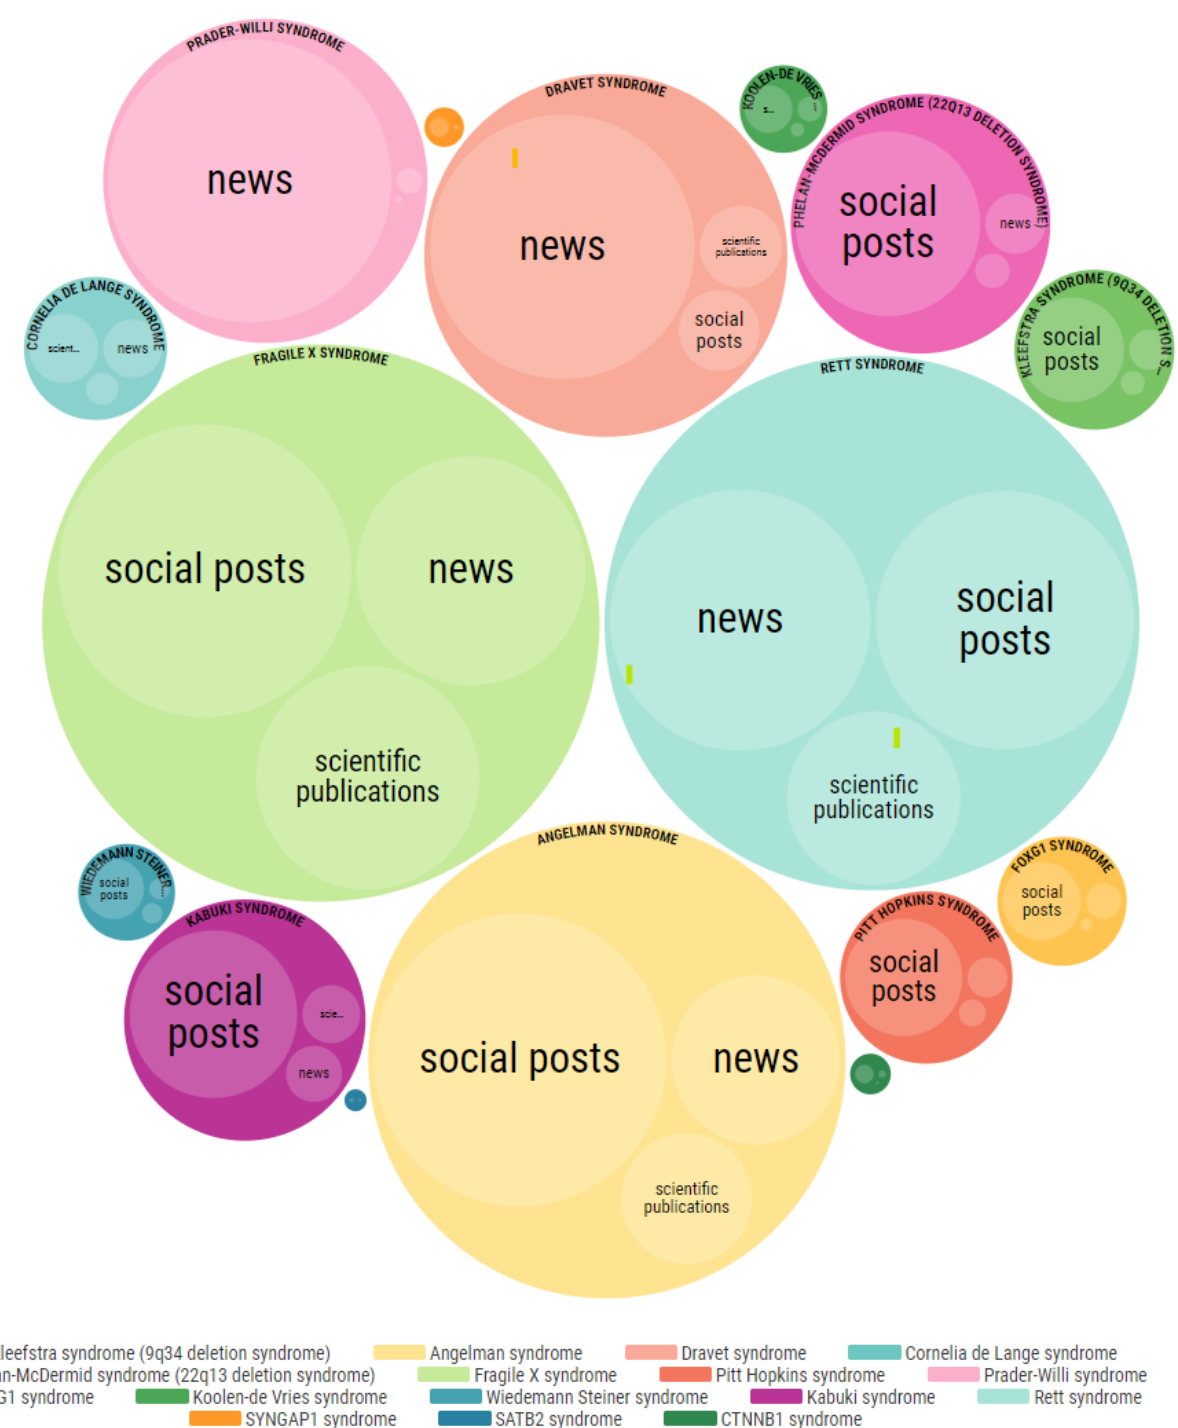 PRADER-WILLI SYNDROME
news
DRAVET SYNDROME
news
scientific
publications
social
posts
KOOLEN-DE VRIES ...
s...
PHELAN-MCDERMID SYNDROME (22Q13 DELETION SYNDROME)
social
posts
news
CORNELIA DE LANGE SYNDROME
scient...
news
KLEEFSTRA SYNDROME (9Q34 DELETION S...
social
posts
FRAGILE X SYNDROME
social posts
news
scientific
publications
RETT SYNDROME
news
social
posts
scientific
publications
ANGELMAN SYNDROME
social posts
news
scientific
publications
WIEDEMANN STEINER...
social
posts
KABUKI SYNDROME
social
posts
scie...
news
PITT HOPKINS SYNDROME
social
posts
FOXG1 SYNDROME
social
posts
leefstra syndrome (9q34 deletion syndrome) Angelman syndrome Dravet syndrome Cornelia de Lange syndrome
n-McDermid syndrome (22q13 deletion syndrome) Fragile X syndrome Pitt Hopkins syndrome Prader-Willi syndrome
G1 syndrome Koolen-de Vries syndrome Wiedemann Steiner syndrome Kabuki syndrome Rett syndrome
SYNGAP1 syndrome SATB2 syndrome CTNNB1 syndrome